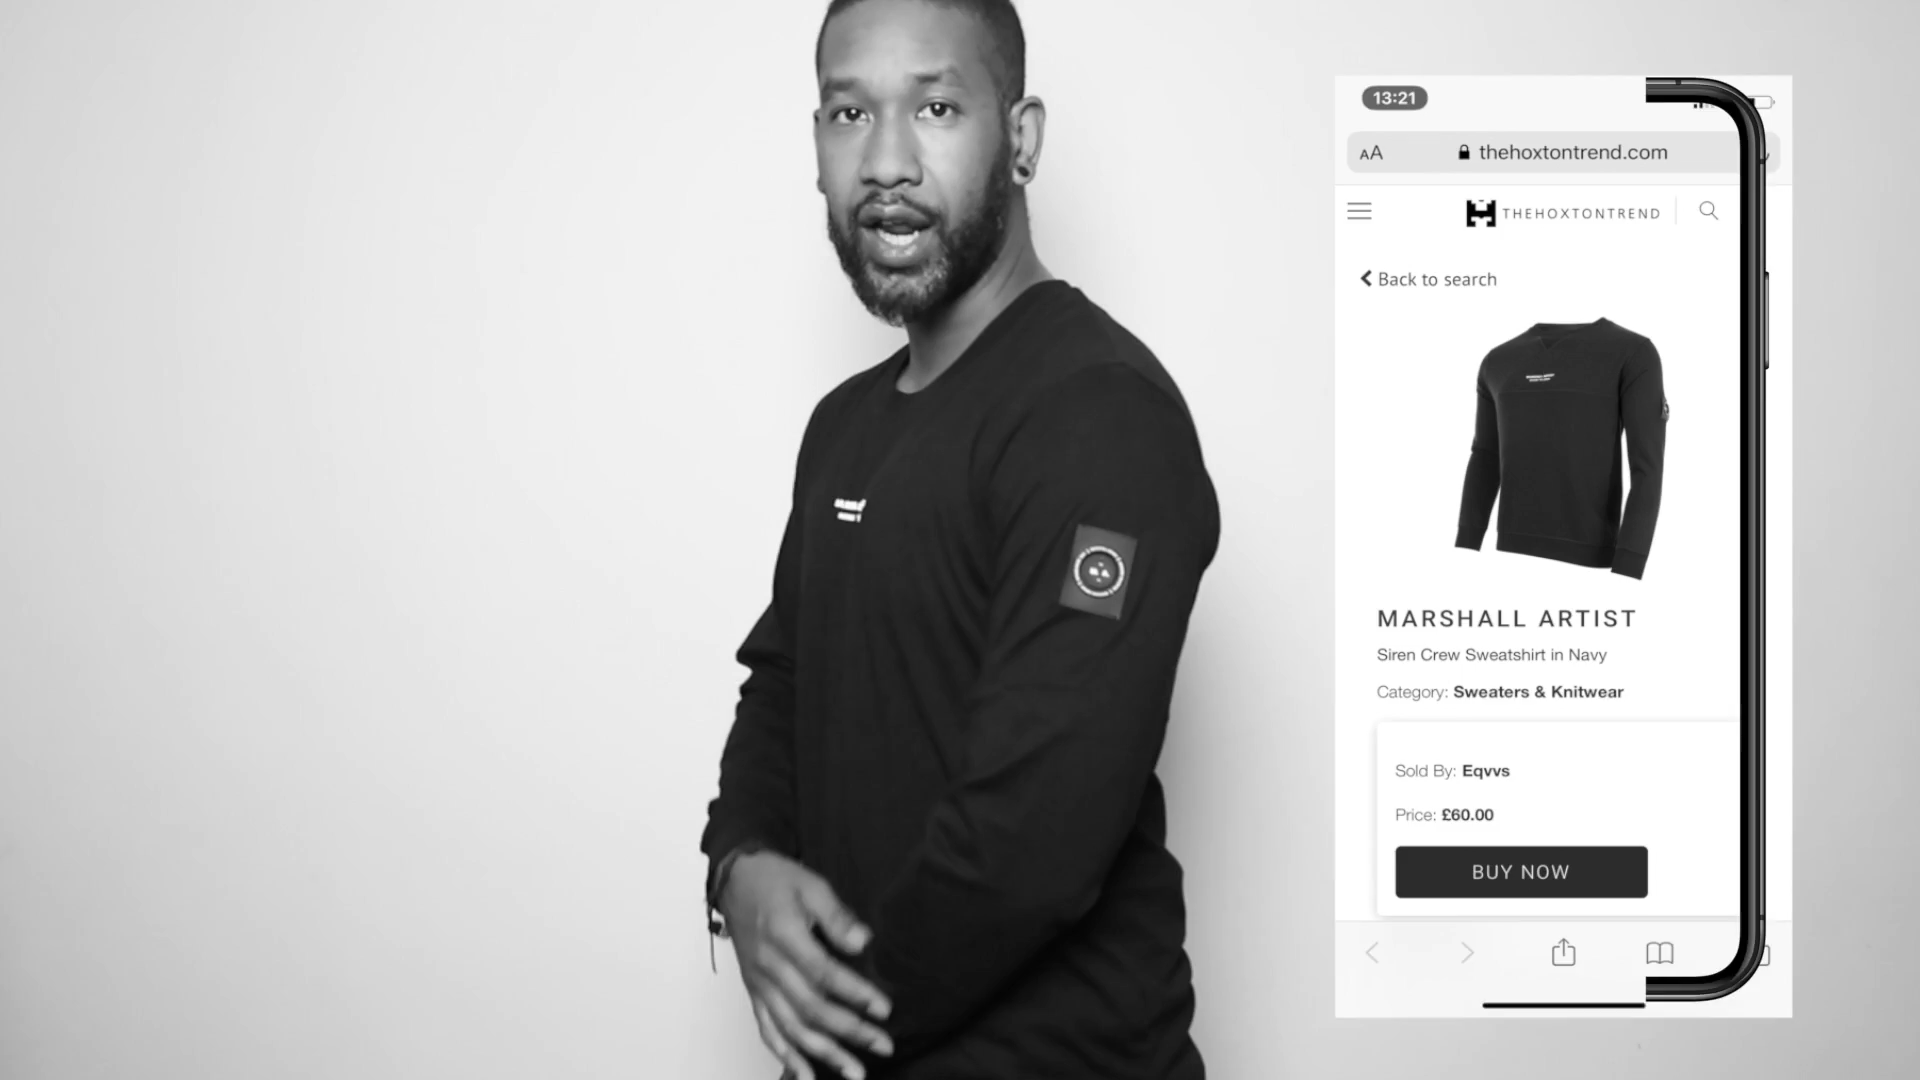 13:21
AA thehoxtontrend.com
THEHOXTONTREND
Back to search
MARSHALL ARTIST
Siren Crew Sweatshirt in Navy
Category: Sweaters & Knitwear
Sold By: Eqvvs
Price: £60.00
BUY NOW